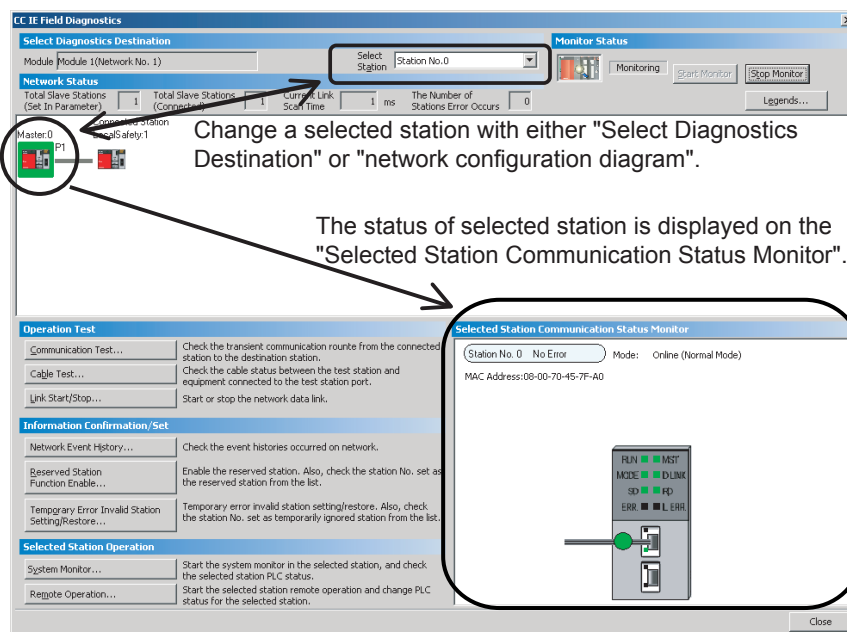 CC IE Field Diagnostics
Select Diagnostics Destination
Module Module 1(Network No. 1)
Select Station Station No.0
Monitor Status
Monitoring Start Monitor Stop Monitor
Legends...
Network Status
Total Slave Stations (Set In Parameter) 1
Total Slave Stations (Connected) 1
Current Link Scan Time 1 ms
The Number of Stations Error Occurs 0
Connected Station
Master:0 LocalSafety:1
P1
Change a selected station with either "Select Diagnostics
Destination" or "network configuration diagram".
The status of selected station is displayed on the
"Selected Station Communication Status Monitor".
Operation Test
Communication Test...
Check the transient communication rounte from the connected
station to the destination station.
Cable Test...
Check the cable status between the test station and
equipment connected to the test station port.
Link Start/Stop...
Start or stop the network data link.
Information Confirmation/Set
Network Event History...
Check the event histories occurred on network.
Reserved Station
Function Enable...
Enable the reserved station. Also, check the station No. set as
the reserved station from the list.
Temporary Error Invalid Station
Setting/Restore...
Temporary error invalid station setting/restore. Also, check
the station No. set as temporarily ignored station from the list.
Selected Station Operation
System Monitor...
Start the system monitor in the selected station, and check
the selected station PLC status.
Remote Operation...
Start the selected station remote operation and change PLC
status for the selected station.
Selected Station Communication Status Monitor
Station No. 0 No Error Mode: Online (Normal Mode)
MAC Address:08-00-70-45-7F-A0
RUN MST
MODE D LINK
SD RD
ERR. L ERR.
Close